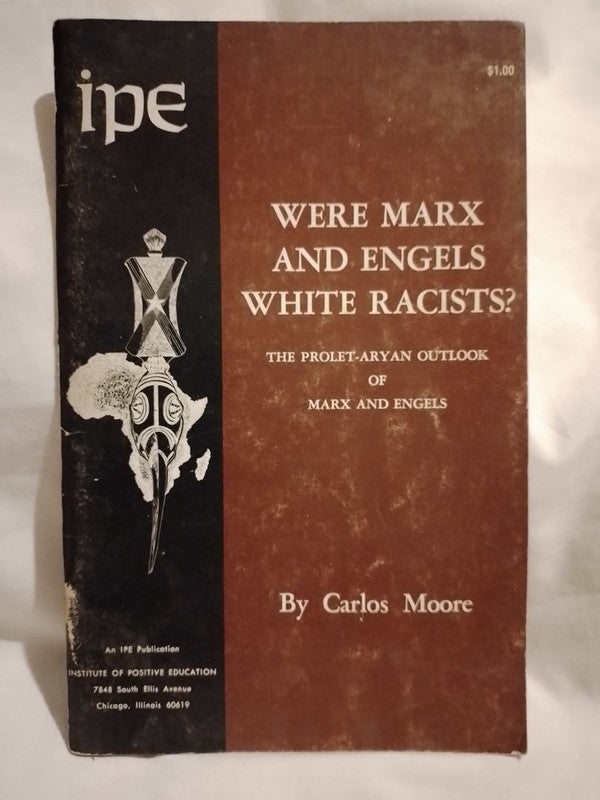 ipe
$1.00
WERE MARX
AND ENGELS
WHITE RACISTS?
THE PROLET-ARYAN OUTLOOK
OF
MARX AND ENGELS
By Carlos Moore
An IPE Publication
INSTITUTE OF POSITIVE EDUCATION
7848 South Ellis Avenue
Chicago, Illinois 60619